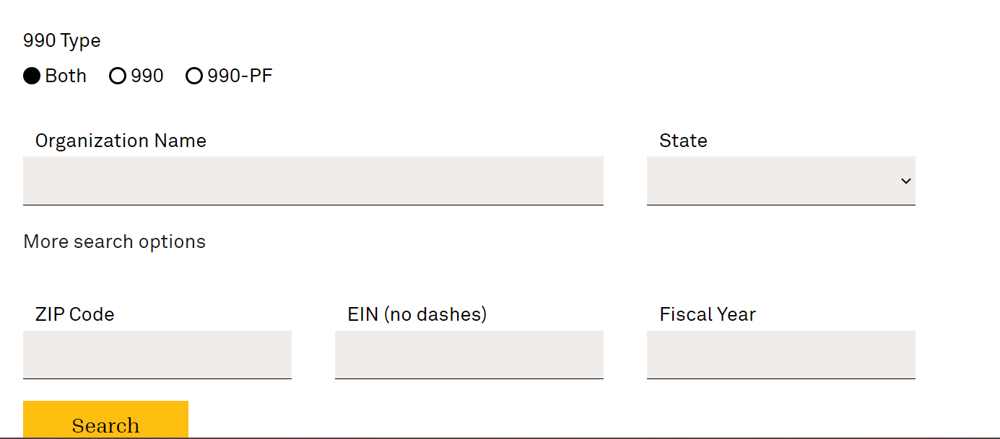 990 Type
Both 990 990-PF
Organization Name State
More search options
ZIP Code EIN (no dashes) Fiscal Year
Search